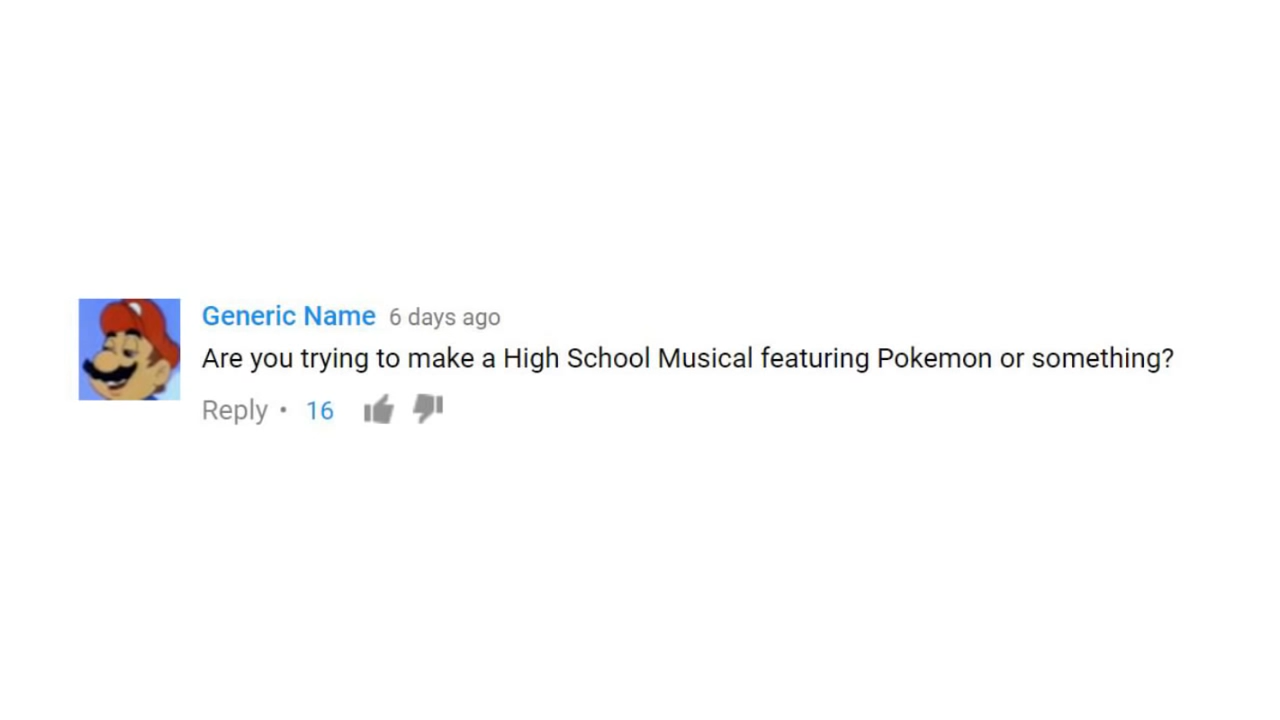 Generic Name 6 days ago
Are you trying to make a High School Musical featuring Pokemon or something?
Reply • 16